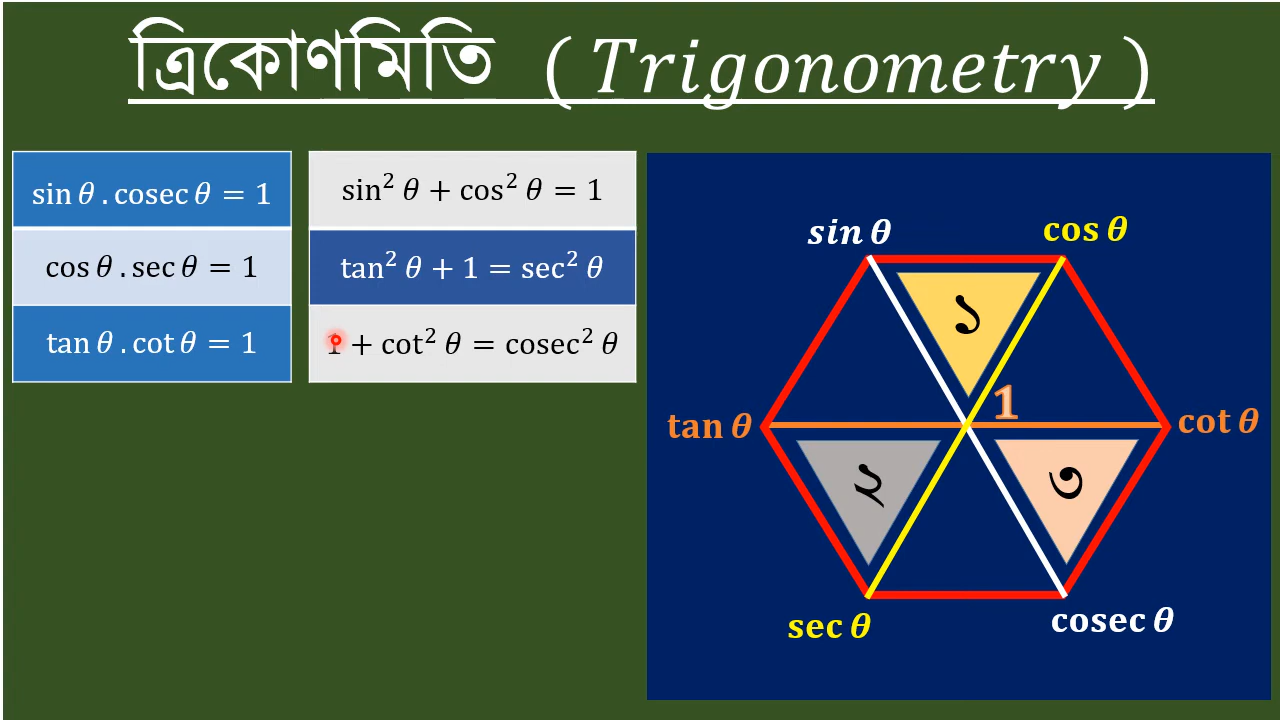 ত্রিকোণমিতি ( Trigonometry )
sin θ . cosec θ = 1
cos θ . sec θ = 1
tan θ . cot θ = 1
sin² θ + cos² θ = 1
tan² θ + 1 = sec² θ
1 + cot² θ = cosec² θ
sin θ
cos θ
১
1
tan θ
cot θ
২
৩
sec θ
cosec θ